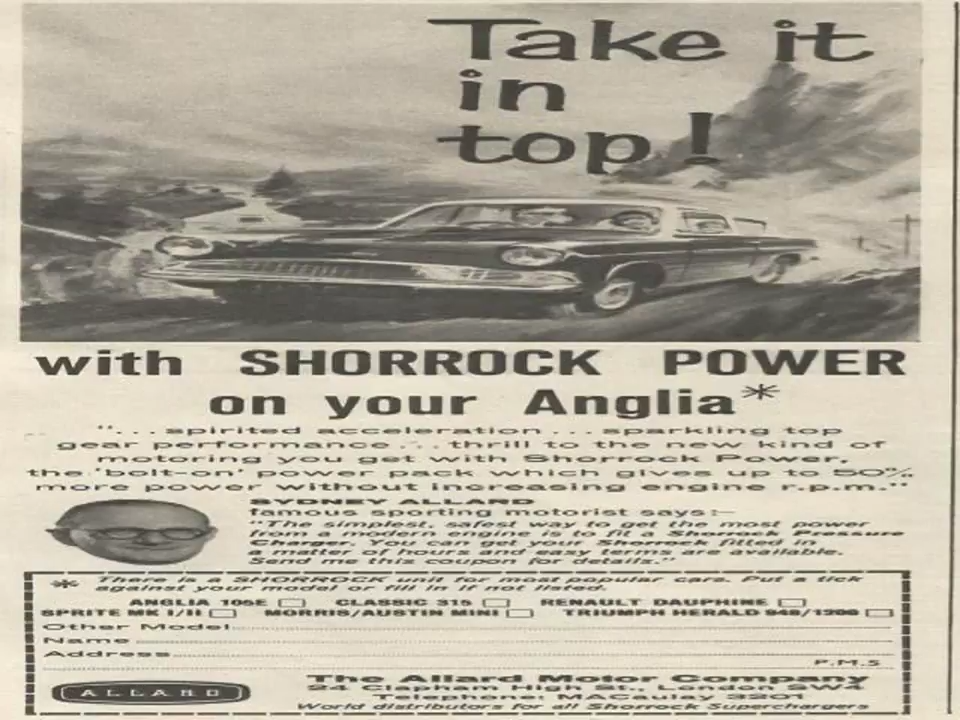 Take it
in
top!
with SHORROCK POWER
on your Anglia*
"...spirited acceleration...sparkling top
gear performance...thrill to the new kind of
motoring you get with Shorrock Power,
the 'bolt-on' power pack which gives up to 50%
more power without increasing engine r.p.m."
SYDNEY ALLARD
famous sporting motorist says:—
"The simplest, safest way to get the most power
from a modern engine is to fit a Shorrock Pressure
Charger. You can get your Shorrock fitted in
a matter of hours and easy terms are available.
Send me this coupon for details."
* There is a SHORROCK unit for most popular cars. Put a tick
against your model or fill in if not listed.
ANGLIA 105E CLASSIC 315 RENAULT DAUPHINE
SPRITE MK I/II MORRIS/AUSTIN MINI TRIUMPH HERALD 948/1200
Other Model
Name
Address
P.M.5
ALLARD
The Allard Motor Company
24 Clapham High St., London SW4
Telephone: MACaulay 3201
World distributors for all Shorrock Superchargers